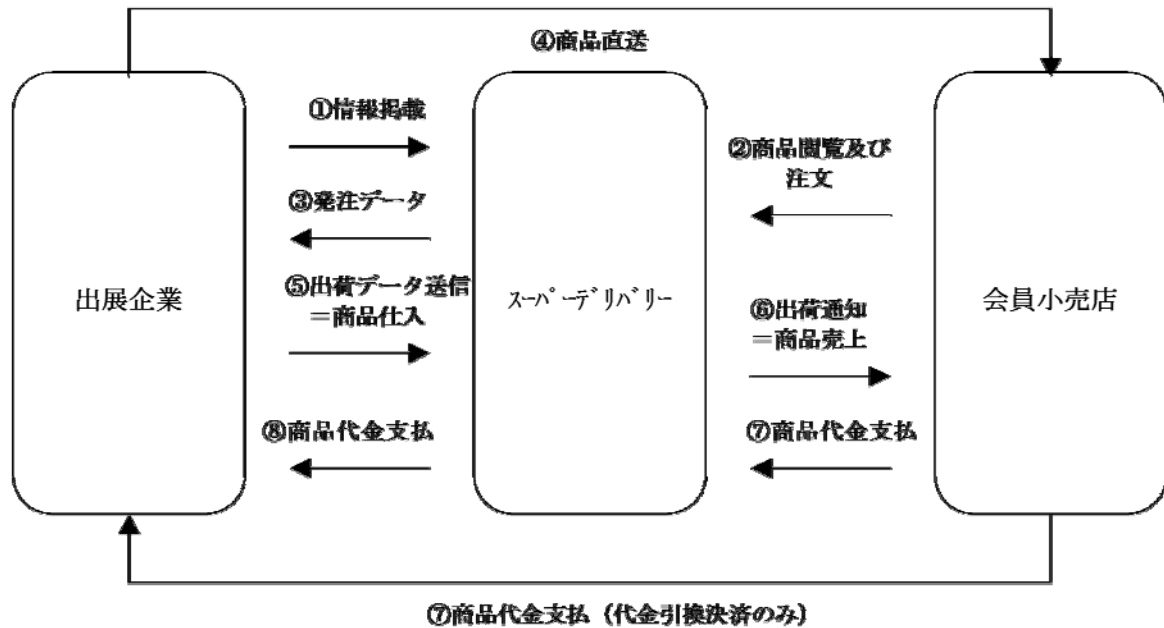 ④商品直送
①情報掲載
②商品閲覧及び
注文
③発注データ
出展企業
⑤出荷データ送信
＝商品仕入
ｽｰﾊﾟｰﾃﾞﾘﾊﾞﾘｰ
⑥出荷通知
＝商品売上
会員小売店
⑧商品代金支払
⑦商品代金支払
⑦商品代金支払（代金引換決済のみ）